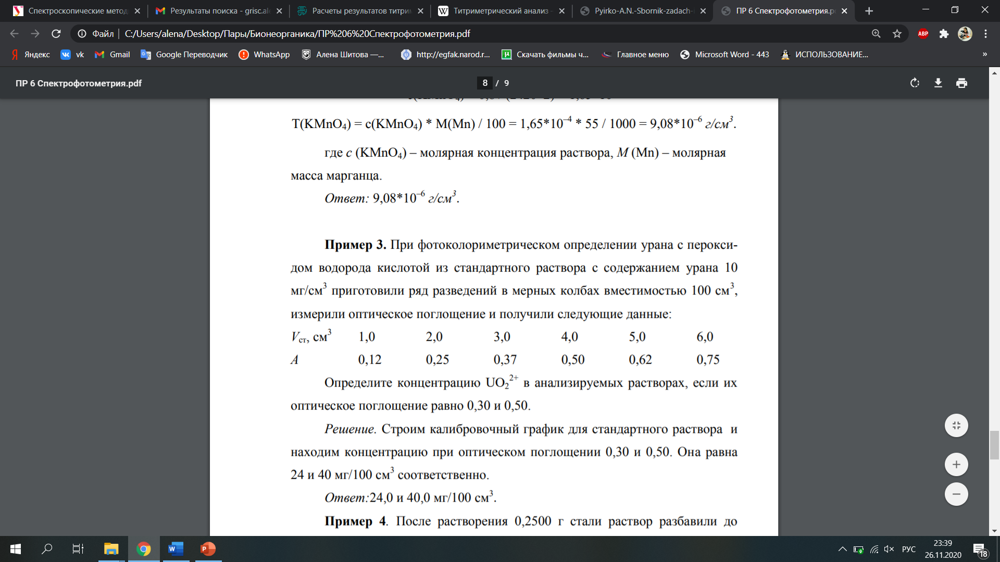 Спектроскопические метод
Результаты поиска - grisc.al
Расчеты результатов титрим
Титриметрический анализ -
Pyirko-A.N.-Sbornik-zadach-
ПР 6 Спектрофотометрия.p
Файл
C:/Users/alena/Desktop/Пары/Бионеорганика/ПР%206%20Спектрофотометрия.pdf
ABP
Яндекс
vk
Gmail
Google Переводчик
WhatsApp
Алена Шитова —...
http://egfak.narod.r...
Скачать фильмы ч...
Главное меню
Microsoft Word - 443
ИСПОЛЬЗОВАНИЕ...
»
ПР 6 Спектрофотометрия.pdf
8 / 9
T(KMnO₄) = c(KMnO₄) * M(Mn) / 100 = 1,65*10⁻⁴ * 55 / 1000 = 9,08*10⁻⁶ г/см³.
где с (KMnO₄) – молярная концентрация раствора, M (Mn) – молярная
масса марганца.
Ответ: 9,08*10⁻⁶ г/см³.
Пример 3. При фотоколориметрическом определении урана с перокси-
дом водорода кислотой из стандартного раствора с содержанием урана 10
мг/см³ приготовили ряд разведений в мерных колбах вместимостью 100 см³,
измерили оптическое поглощение и получили следующие данные:
Vст, см³ 1,0 2,0 3,0 4,0 5,0 6,0
A 0,12 0,25 0,37 0,50 0,62 0,75
Определите концентрацию UO₂²⁺ в анализируемых растворах, если их
оптическое поглощение равно 0,30 и 0,50.
Решение. Строим калибровочный график для стандартного раствора и
находим концентрацию при оптическом поглощении 0,30 и 0,50. Она равна
24 и 40 мг/100 см³ соответственно.
Ответ:24,0 и 40,0 мг/100 см³.
Пример 4. После растворения 0,2500 г стали раствор разбавили до
РУС
23:39
26.11.2020
18